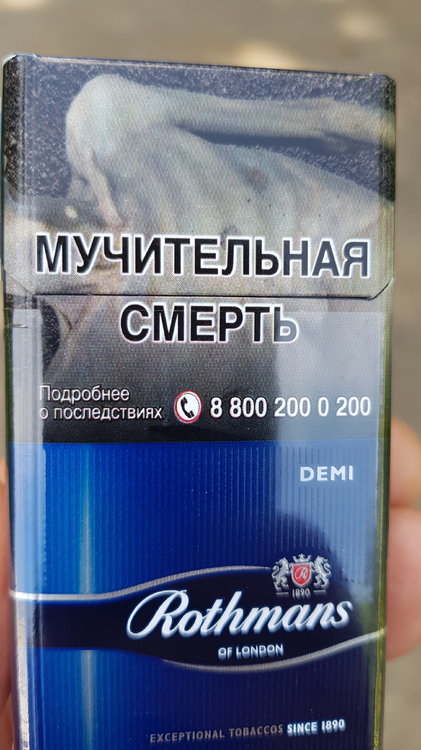 МУЧИТЕЛЬНАЯ
СМЕРТЬ
Подробнее
о последствиях 8 800 200 0 200
DEMI
R
1890
Rothmans
OF LONDON
EXCEPTIONAL TOBACCOS SINCE 1890